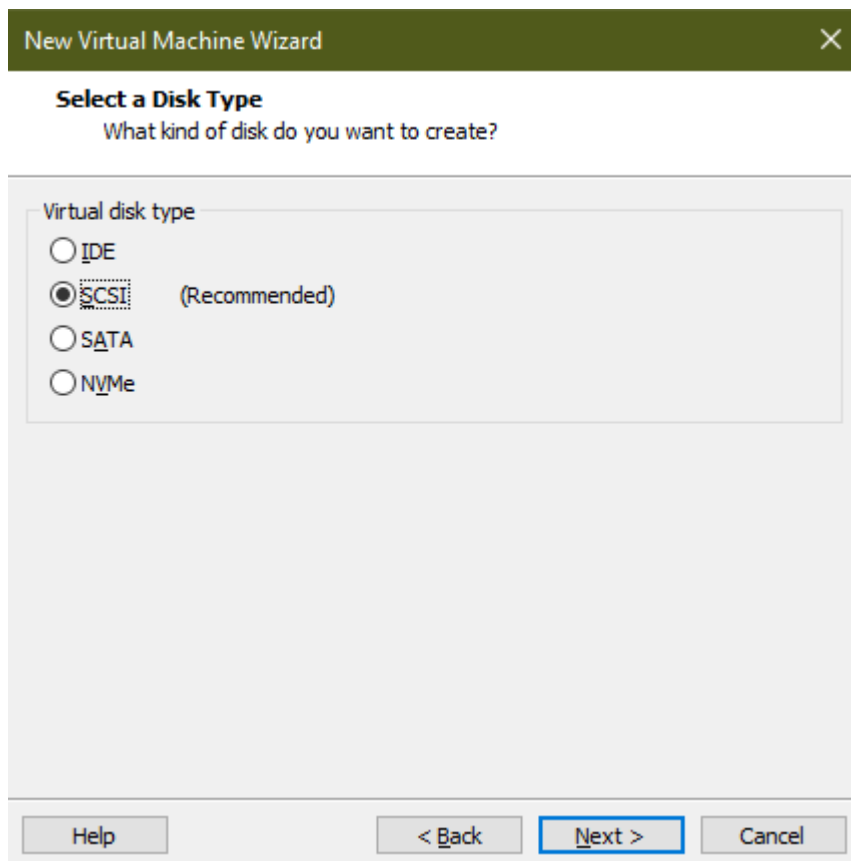 New Virtual Machine Wizard
Select a Disk Type
What kind of disk do you want to create?
Virtual disk type
IDE
SCSI (Recommended)
SATA
NVMe
Help < Back Next > Cancel